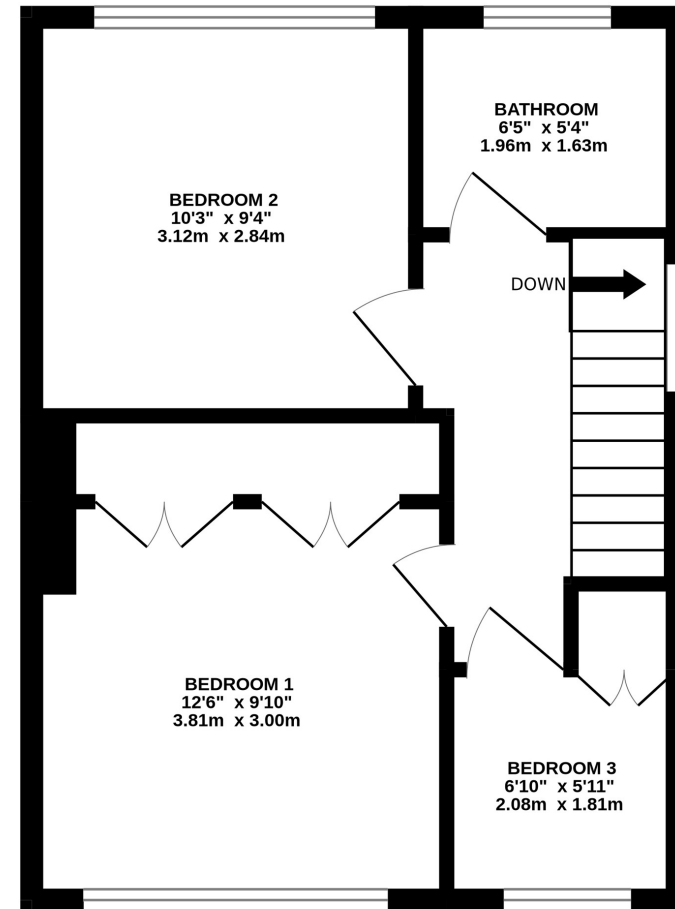 BATHROOM
6'5" x 5'4"
1.96m x 1.63m
BEDROOM 2
10'3" x 9'4"
3.12m x 2.84m
DOWN
BEDROOM 1
12'6" x 9'10"
3.81m x 3.00m
BEDROOM 3
6'10" x 5'11"
2.08m x 1.81m